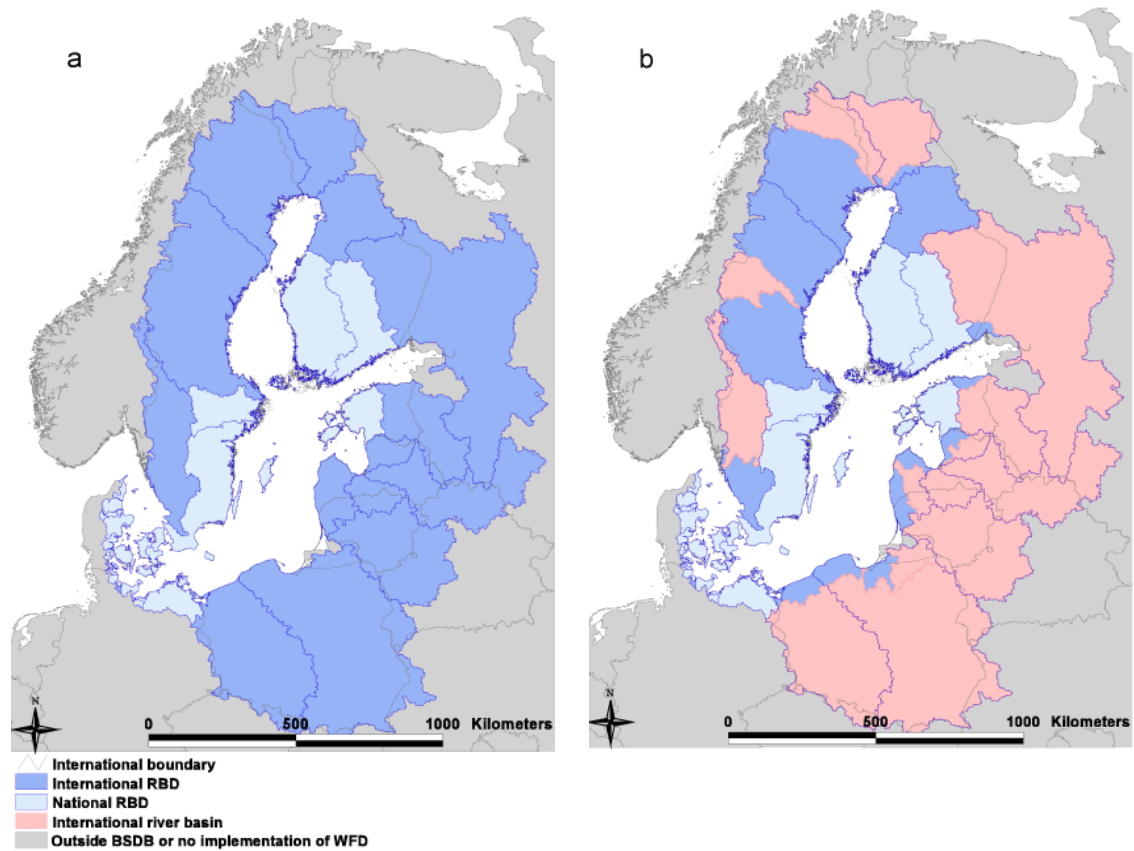 a
b
N
0 500 1000 Kilometers
N
0 500 1000 Kilometers
International boundary
International RBD
National RBD
International river basin
Outside BSDB or no implementation of WFD